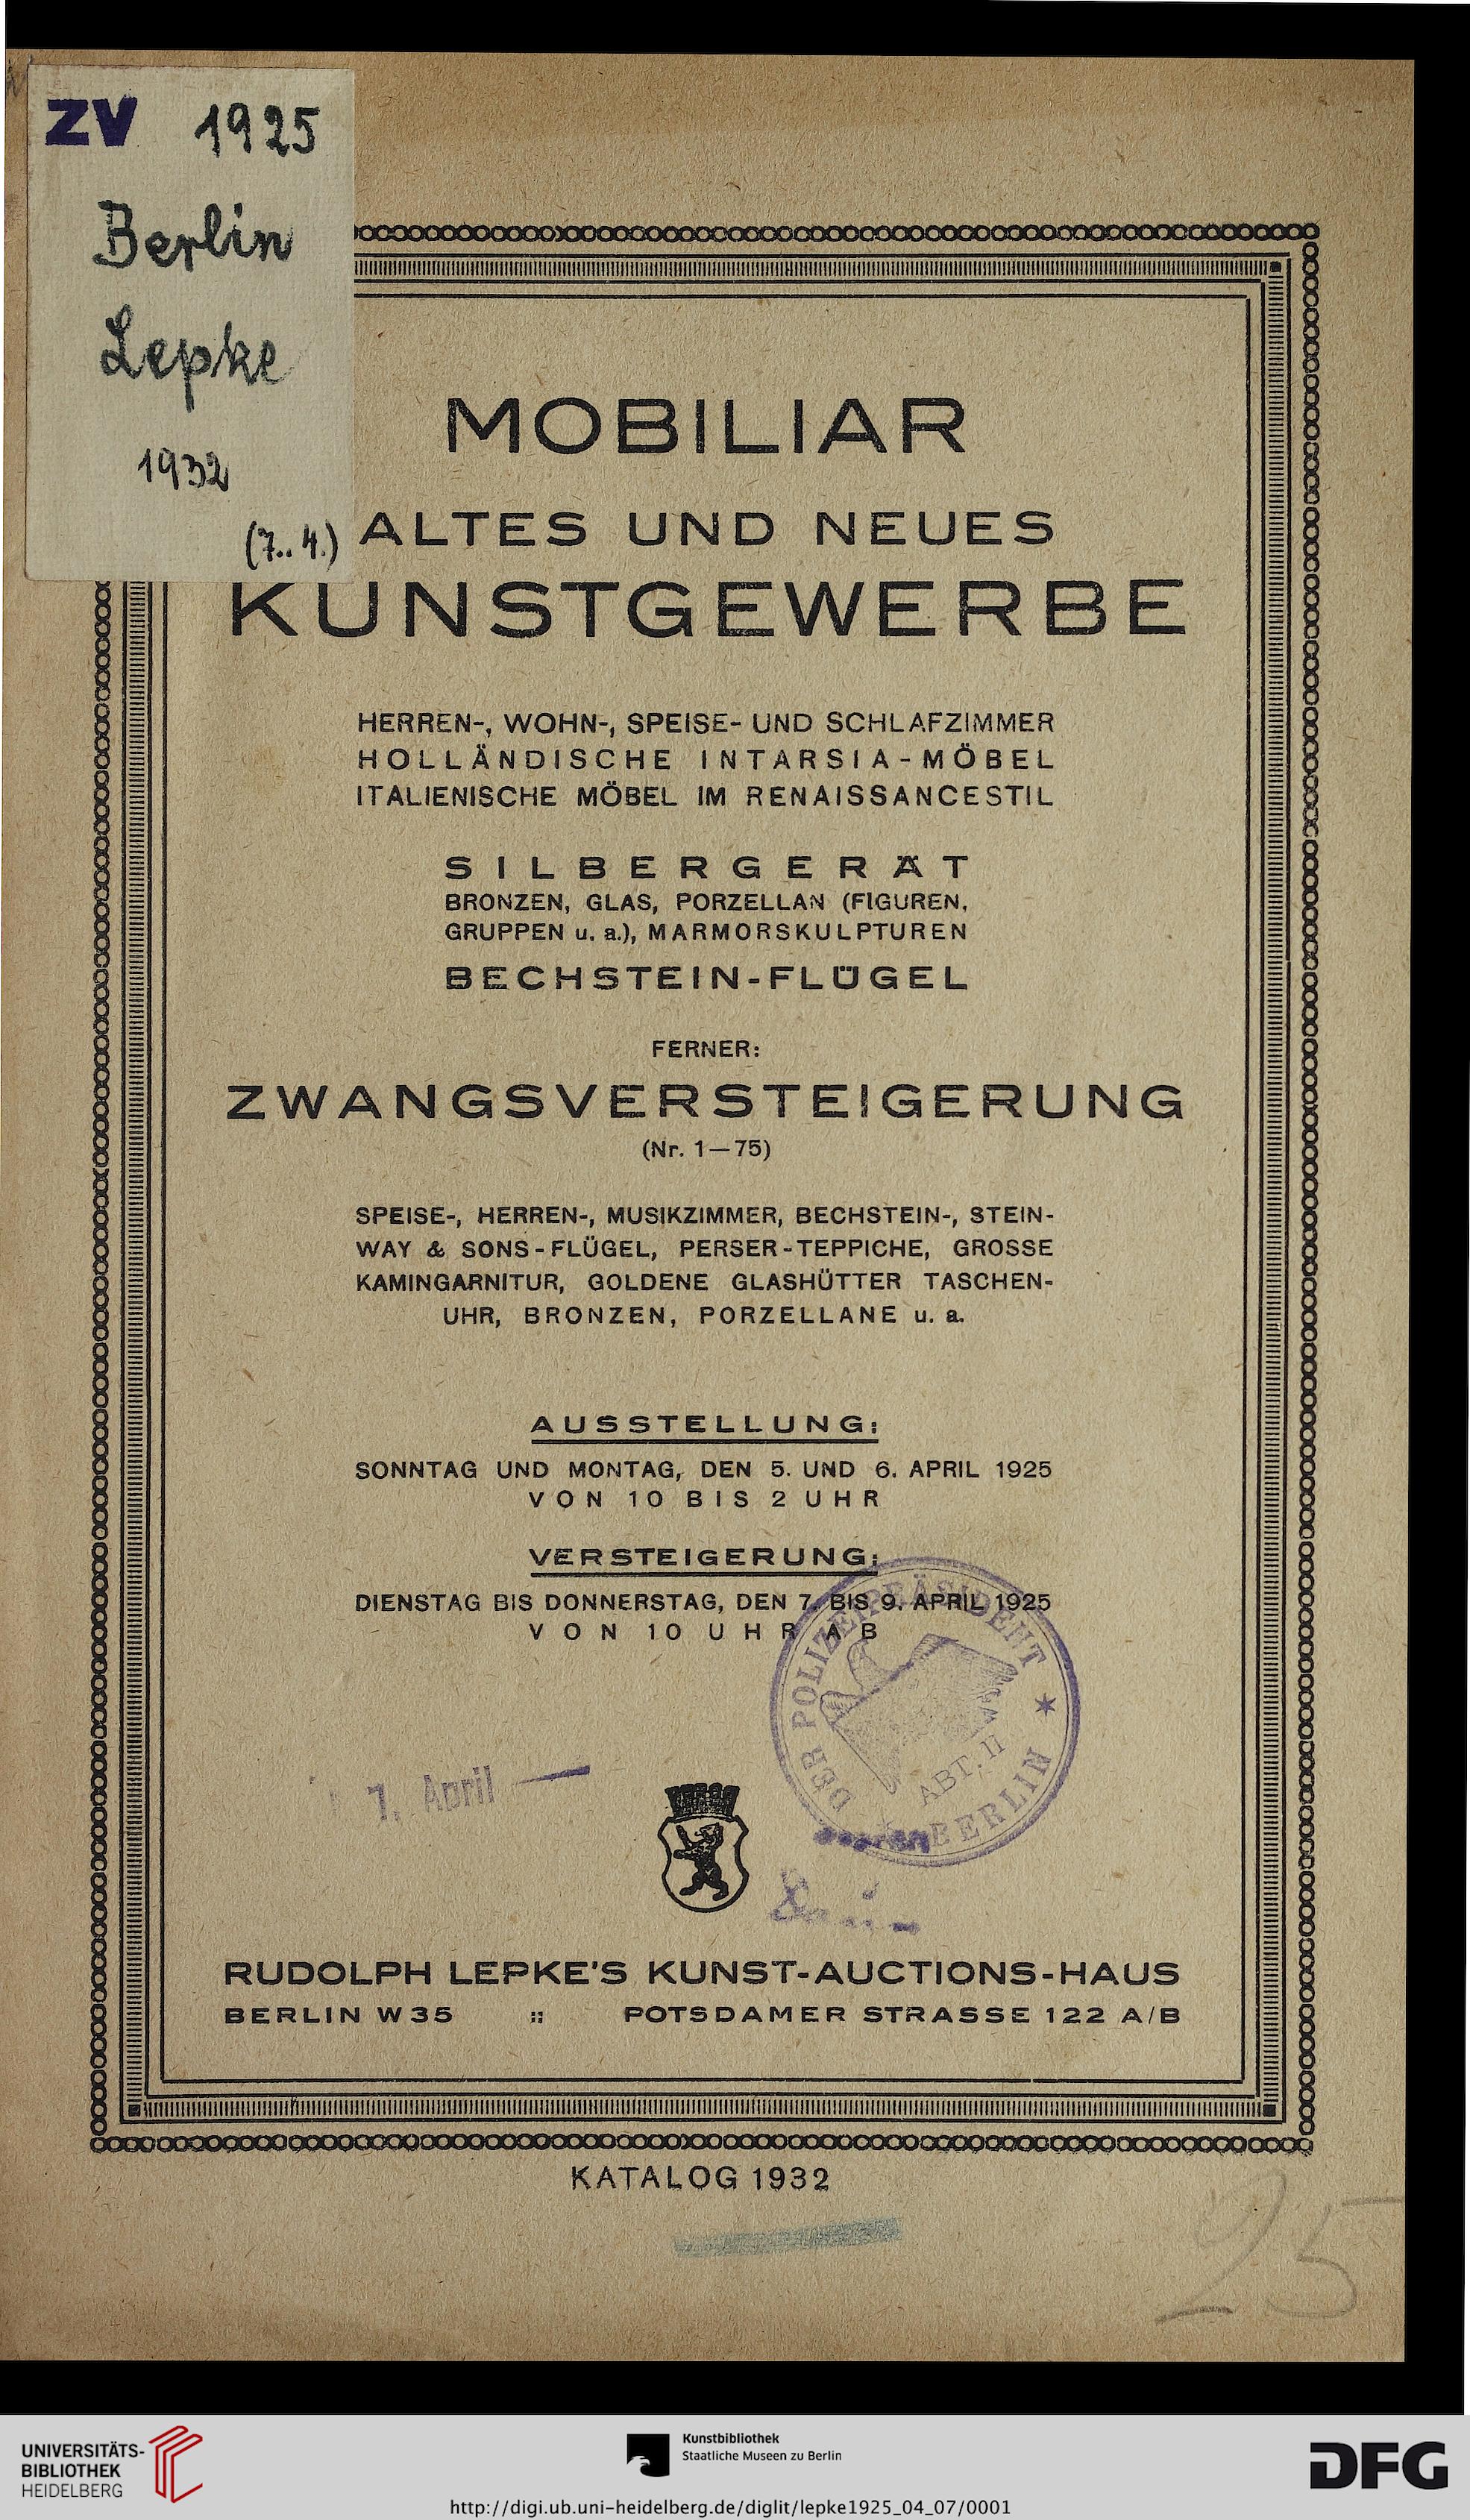 ZV 1925
Berlin
Lepke
1932
(7..4.)
MOBILIAR
ALTES UND NEUES
KUNSTGEWERBE
HERREN-, WOHN-, SPEISE- UND SCHLAFZIMMER
HOLLÄNDISCHE INTARSIA-MÖBEL
ITALIENISCHE MÖBEL IM RENAISSANCESTIL
SILBERGERÄT
BRONZEN, GLAS, PORZELLAN (FIGUREN,
GRUPPEN u. a.), MARMORSKULPTUREN
BECHSTEIN-FLÜGEL
FERNER:
ZWANGSVERSTEIGERUNG
(Nr. 1—75)
SPEISE-, HERREN-, MUSIKZIMMER, BECHSTEIN-, STEIN-
WAY & SONS-FLÜGEL, PERSER-TEPPICHE, GROSSE
KAMINGARNITUR, GOLDENE GLASHÜTTER TASCHEN-
UHR, BRONZEN, PORZELLANE u. a.
AUSSTELLUNG:
SONNTAG UND MONTAG, DEN 5. UND 6. APRIL 1925
VON 10 BIS 2 UHR
VERSTEIGERUNG:
DIENSTAG BIS DONNERSTAG, DEN 7. BIS 9. APRIL 1925
VON 10 UHR AB
DER POLIZEIPRÄSIDENT * BERLIN
ABT. II
7. April
RUDOLPH LEPKE'S KUNST-AUCTIONS-HAUS
BERLIN W 35 :: POTSDAMER STRASSE 122 A/B
KATALOG 1932
25
UNIVERSITÄTS-
BIBLIOTHEK
HEIDELBERG
Kunstbibliothek
Staatliche Museen zu Berlin
DFG
http://digi.ub.uni-heidelberg.de/diglit/lepke1925_04_07/0001